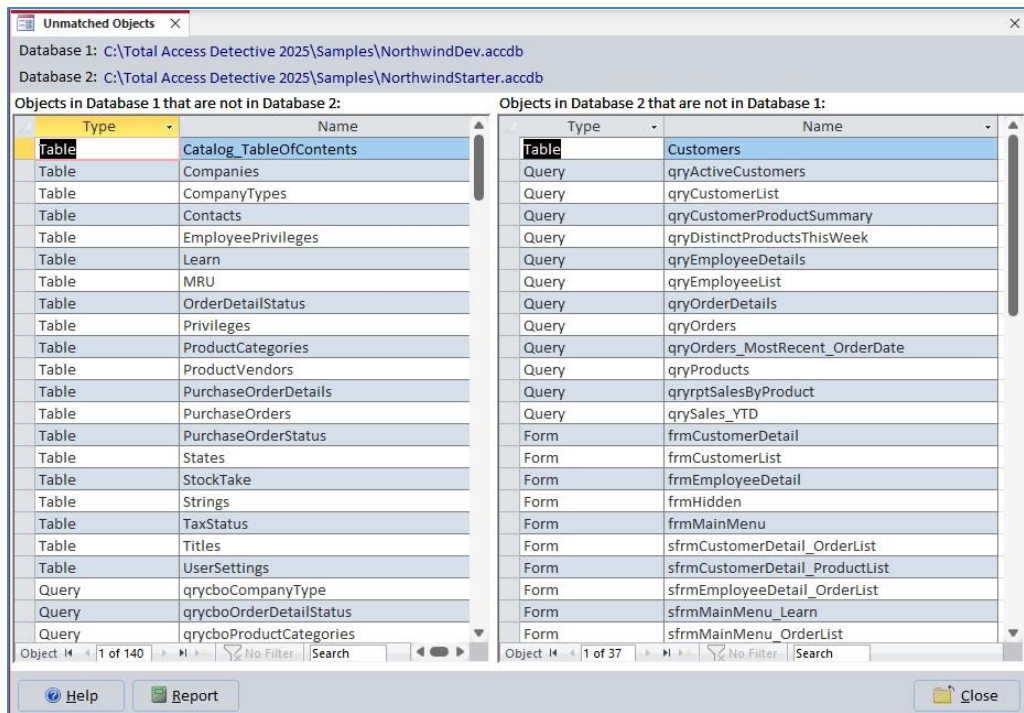 Unmatched Objects
Database 1: C:\Total Access Detective 2025\Samples\NorthwindDev.accdb
Database 2: C:\Total Access Detective 2025\Samples\NorthwindStarter.accdb
Objects in Database 1 that are not in Database 2:
Type Name
Table Catalog_TableOfContents
Table Companies
Table CompanyTypes
Table Contacts
Table EmployeePrivileges
Table Learn
Table MRU
Table OrderDetailStatus
Table Privileges
Table ProductCategories
Table ProductVendors
Table PurchaseOrderDetails
Table PurchaseOrders
Table PurchaseOrderStatus
Table States
Table StockTake
Table Strings
Table TaxStatus
Table Titles
Table UserSettings
Query qrycboCompanyType
Query qrycboOrderDetailStatus
Query qrycboProductCategories
Object 1 of 140 No Filter Search
Objects in Database 2 that are not in Database 1:
Type Name
Table Customers
Query qryActiveCustomers
Query qryCustomerList
Query qryCustomerProductSummary
Query qryDistinctProductsThisWeek
Query qryEmployeeDetails
Query qryEmployeeList
Query qryOrderDetails
Query qryOrders
Query qryOrders_MostRecent_OrderDate
Query qryProducts
Query qryrptSalesByProduct
Query qrySales_YTD
Form frmCustomerDetail
Form frmCustomerList
Form frmEmployeeDetail
Form frmHidden
Form frmMainMenu
Form sfrmCustomerDetail_OrderList
Form sfrmCustomerDetail_ProductList
Form sfrmEmployeeDetail_OrderList
Form sfrmMainMenu_Learn
Form sfrmMainMenu_OrderList
Object 1 of 37 No Filter Search
Help Report Close